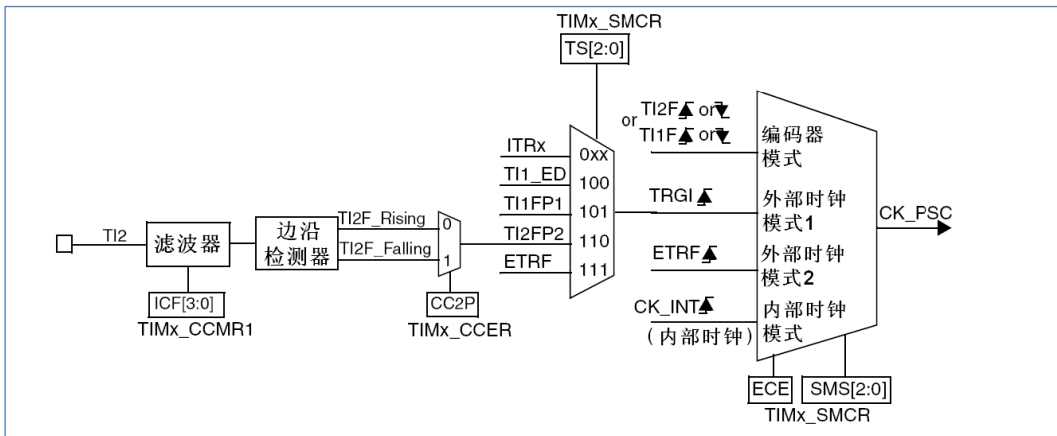 TIMx_SMCR
TS[2:0]
or TI2F or
TI1F or
编码器
模式
ITRx
0xx
TI1_ED
100
TI1FP1
101
TRGI
外部时钟
模式1
CK_PSC
TI2
滤波器
边沿
检测器
TI2F_Rising
0
TI2F_Falling
1
TI2FP2
110
ETRF
111
ETRF
外部时钟
模式2
ICF[3:0]
TIMx_CCMR1
CC2P
TIMx_CCER
CK_INT
(内部时钟)
内部时钟
模式
ECE
SMS[2:0]
TIMx_SMCR